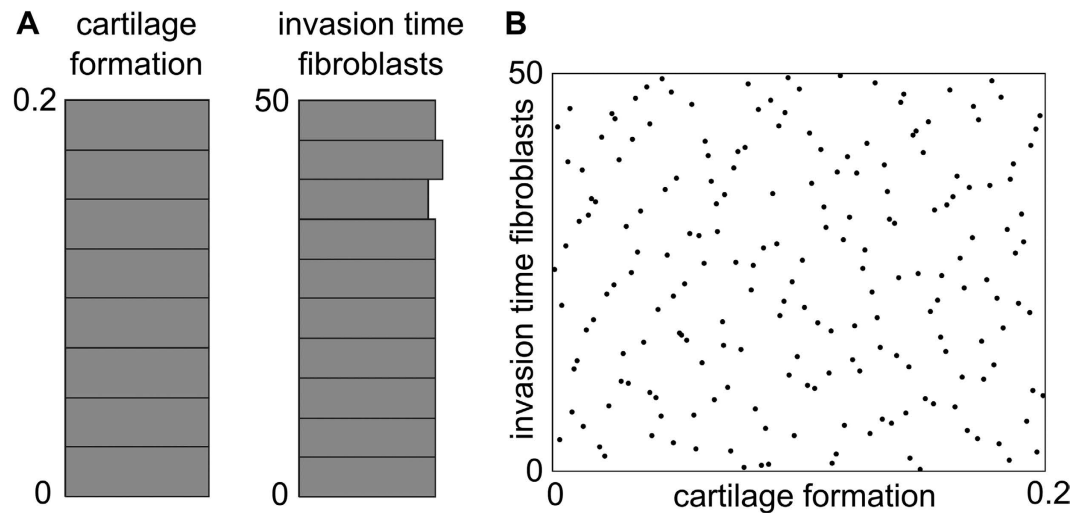 A
cartilage
formation
0.2
0
invasion time
fibroblasts
50
0
B
50
invasion time fibroblasts
0
0
cartilage formation
0.2